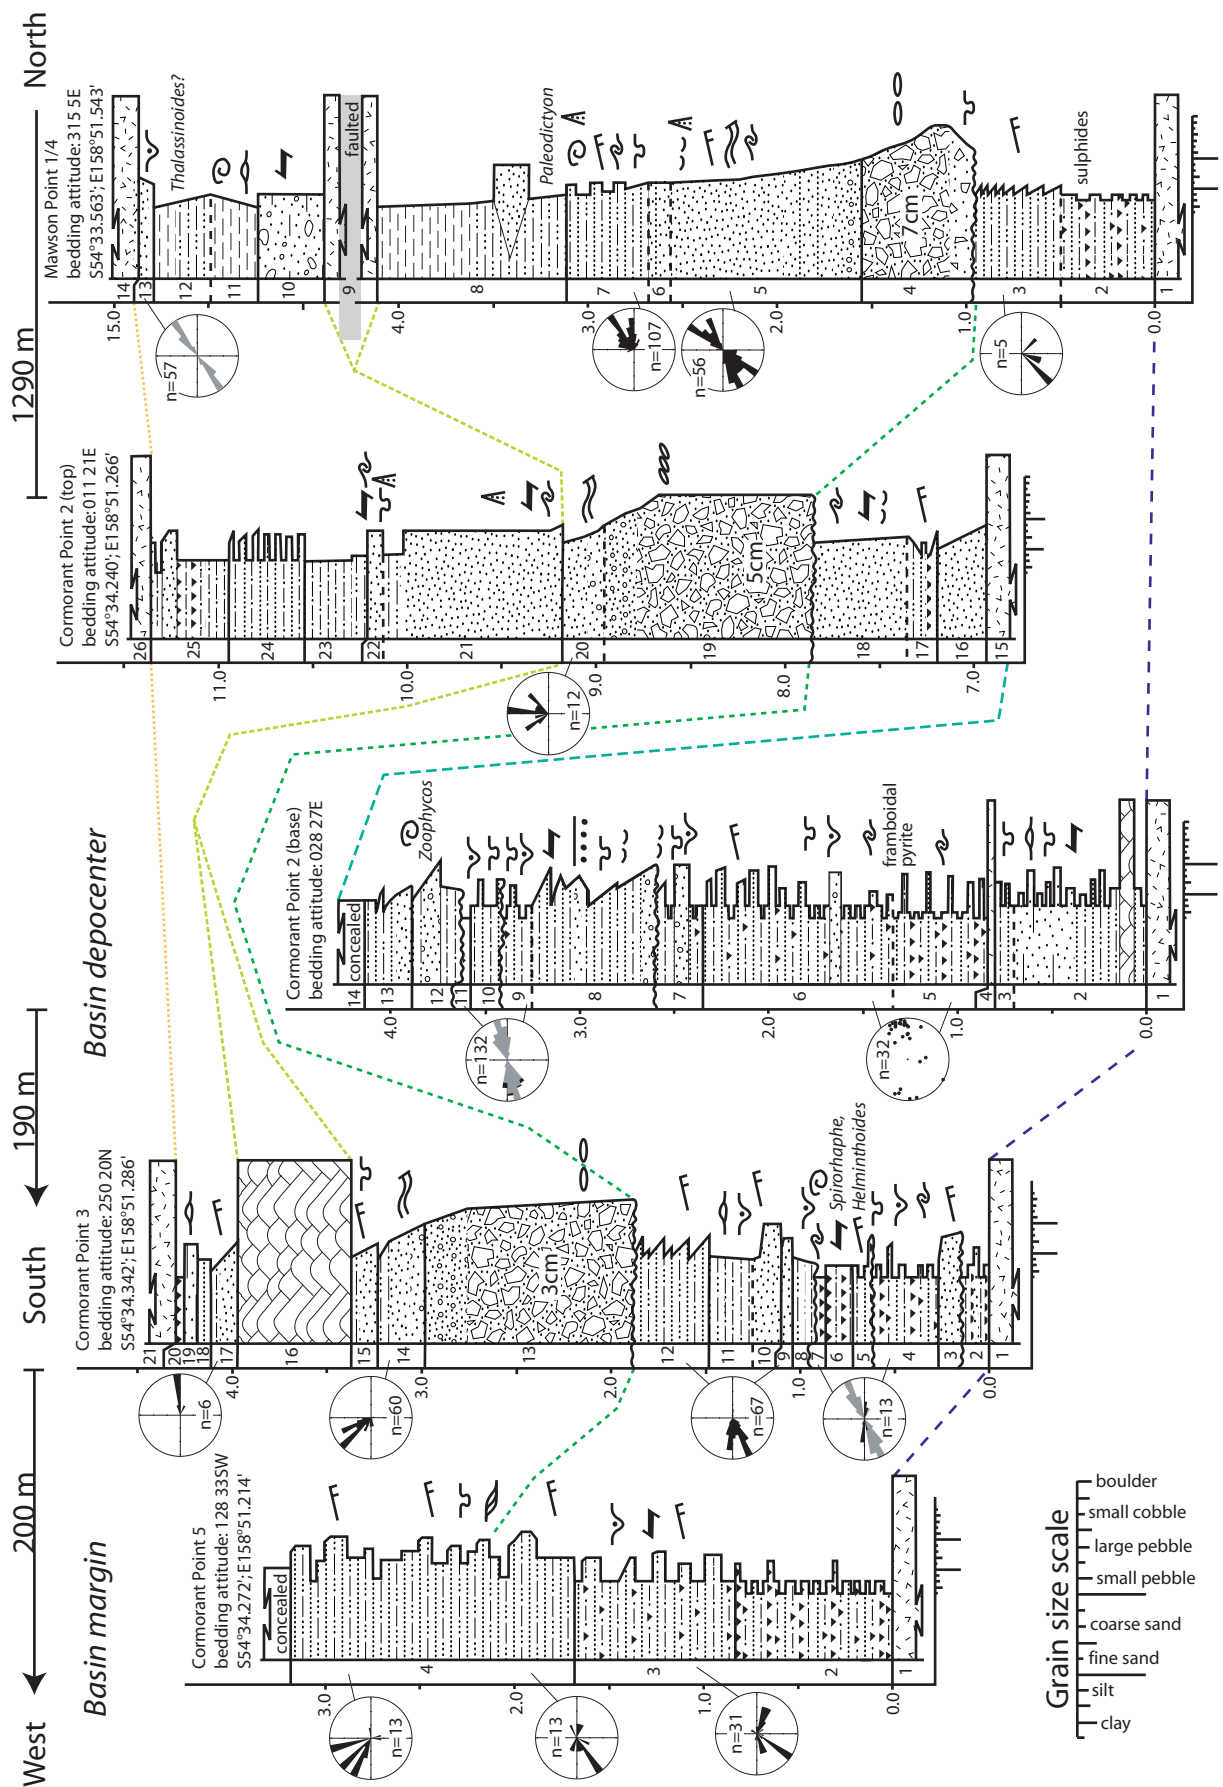 West
200 m
South
190 m
1290 m
North
Basin margin
Basin depocenter
Cormorant Point 5
bedding attitude: 128 33SW
S54°34.272'; E158°51.214'
concealed
4
3
2
1
3.0
2.0
1.0
0.0
n=13
n=13
n=31
Cormorant Point 3
bedding attitude: 250 20N
S54°34.342'; E158°51.286'
21
20
19
18
17
16
15
14
13
12
11
10
9
8
7
6
5
4
3
2
1
4.0
3.0
2.0
1.0
0.0
3cm
Spirorhaphe,
Helminthoides
n=6
n=60
n=67
n=13
Cormorant Point 2 (base)
bedding attitude: 028 27E
concealed
14
13
12
11
10
9
8
7
6
5
4
3
2
1
4.0
3.0
2.0
1.0
0.0
Zoophycos
framboidal
pyrite
n=132
n=32
Cormorant Point 2 (top)
bedding attitude: 011 21E
S54°34.240'; E158°51.266'
26
25
24
23
22
21
20
19
18
17
16
15
11.0
10.0
9.0
8.0
7.0
5cm
n=12
Mawson Point 1/4
bedding attitude: 315 5E
S54°33.563'; E158°51.543'
14
13
12
11
10
9
8
7
6
5
4
3
2
1
15.0
4.0
3.0
2.0
1.0
0.0
Thalassinoides?
faulted
Paleodictyon
7cm
sulphides
n=57
n=107
n=56
n=5
Grain size scale
boulder
small cobble
large pebble
small pebble
coarse sand
fine sand
silt
clay